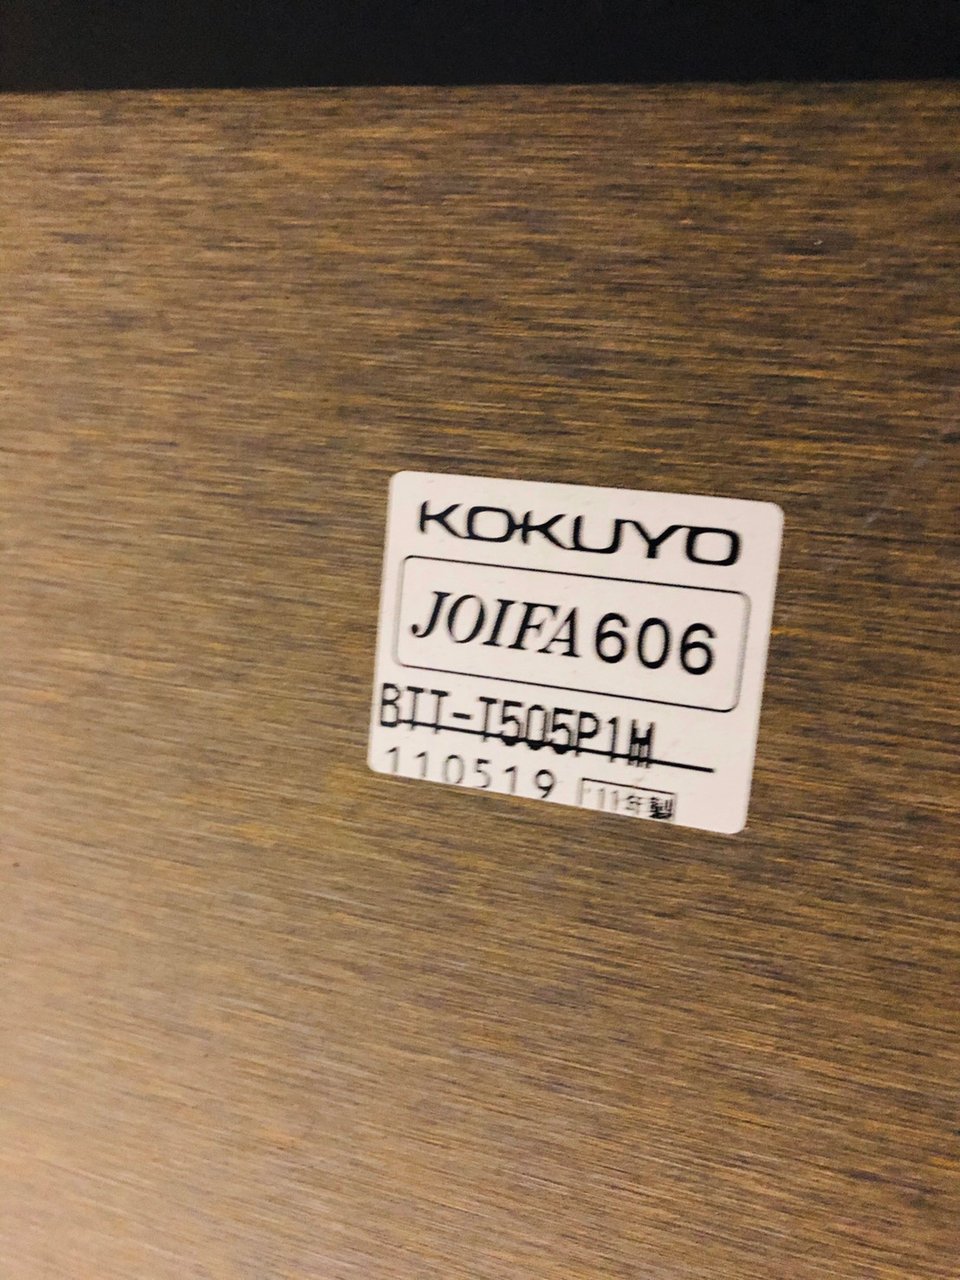 KOKUYO
JOIFA 606
BTT-T505P1M
110519 '11年製